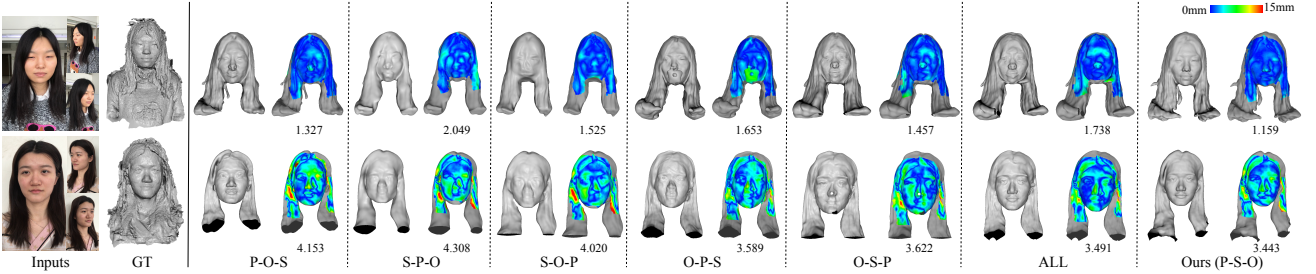 0mm 15mm
1.327 2.049 1.525 1.653 1.457 1.738 1.159
4.153 4.308 4.020 3.589 3.622 3.491 3.443
Inputs GT P-O-S S-P-O S-O-P O-P-S O-S-P ALL Ours (P-S-O)